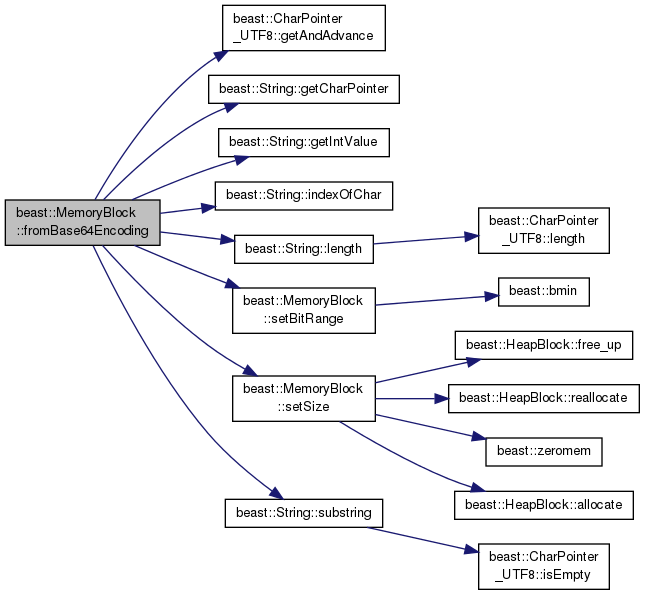 beast::CharPointer
_UTF8::getAndAdvance
beast::String::getCharPointer
beast::String::getIntValue
beast::String::indexOfChar
beast::MemoryBlock
::fromBase64Encoding
beast::String::length
beast::CharPointer
_UTF8::length
beast::MemoryBlock
::setBitRange
beast::bmin
beast::HeapBlock::free_up
beast::MemoryBlock
::setSize
beast::HeapBlock::reallocate
beast::zeromem
beast::HeapBlock::allocate
beast::String::substring
beast::CharPointer
_UTF8::isEmpty